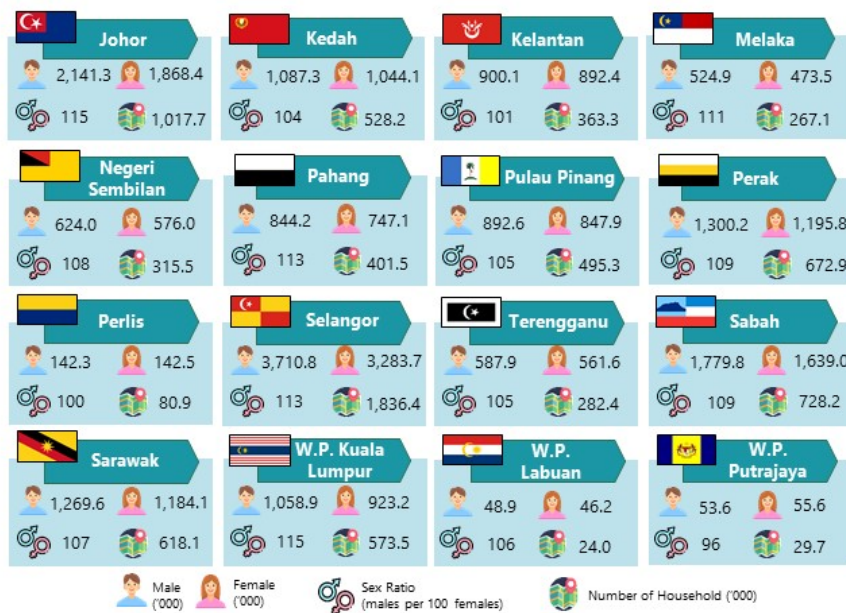 Johor
2,141.3 1,868.4
115 1,017.7
Kedah
1,087.3 1,044.1
104 528.2
Kelantan
900.1 892.4
101 363.3
Melaka
524.9 473.5
111 267.1
Negeri
Sembilan
624.0 576.0
108 315.5
Pahang
844.2 747.1
113 401.5
Pulau Pinang
892.6 847.9
105 495.3
Perak
1,300.2 1,195.8
109 672.9
Perlis
142.3 142.5
100 80.9
Selangor
3,710.8 3,283.7
113 1,836.4
Terengganu
587.9 561.6
105 282.4
Sabah
1,779.8 1,639.0
109 728.2
Sarawak
1,269.6 1,184.1
107 618.1
W.P. Kuala
Lumpur
1,058.9 923.2
115 573.5
W.P.
Labuan
48.9 46.2
106 24.0
W.P.
Putrajaya
53.6 55.6
96 29.7
Male
('000)
Female
('000)
Sex Ratio
(males per 100 females)
Number of Household ('000)